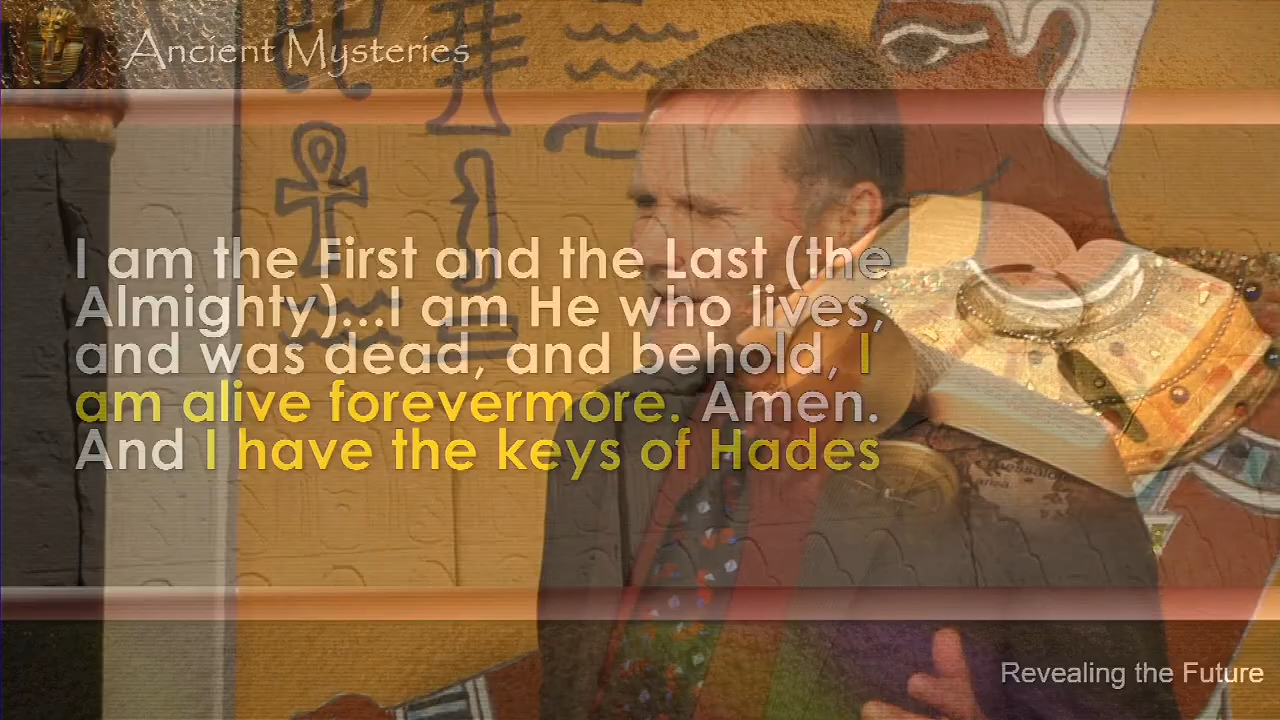 Ancient Mysteries
I am the First and the Last (the
Almighty)...I am He who lives,
and was dead, and behold, I
am alive forevermore. Amen.
And I have the keys of Hades
Revealing the Future